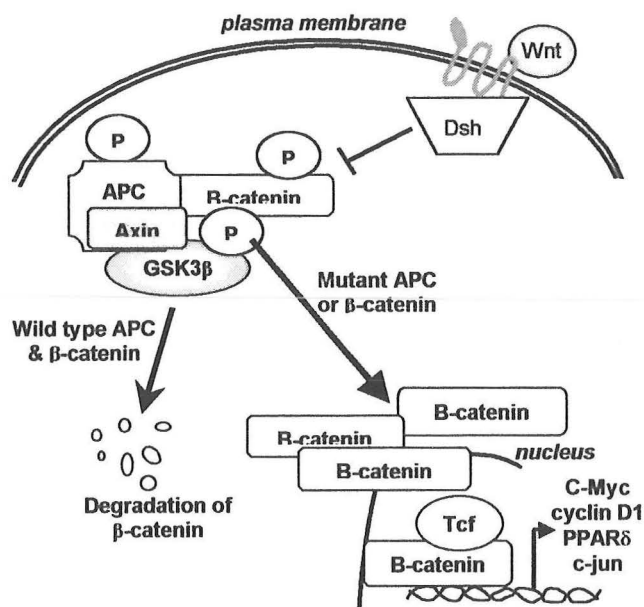 plasma membrane
Wnt
Dsh
P
P
APC
B-catenin
Axin
P
GSK3β
Mutant APC
or β-catenin
Wild type APC
& β-catenin
B-catenin
B-catenin
B-catenin
nucleus
Degradation of
β-catenin
C-Myc
cyclin D1
PPARδ
c-jun
Tcf
B-catenin